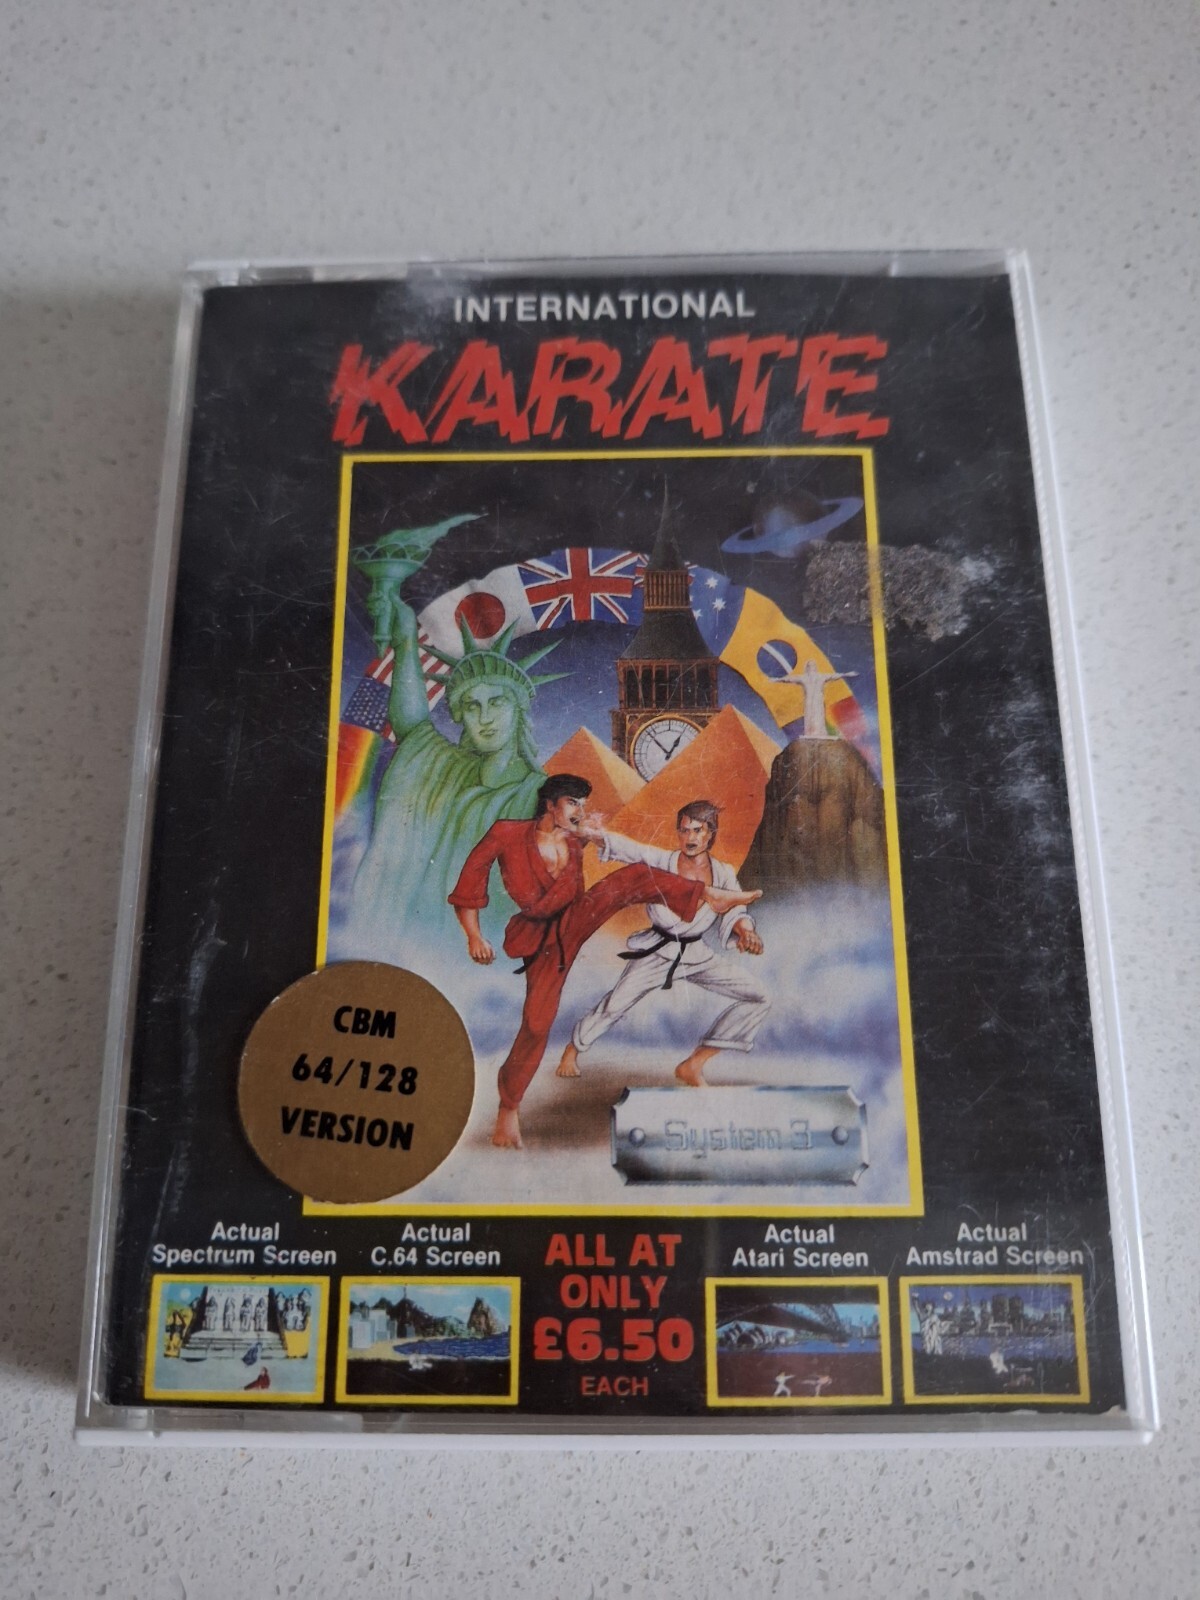 INTERNATIONAL
KARATE
CBM
64/128
VERSION
System 3
Actual
Spectrum Screen
Actual
C.64 Screen
ALL AT
ONLY
£6.50
EACH
Actual
Atari Screen
Actual
Amstrad Screen